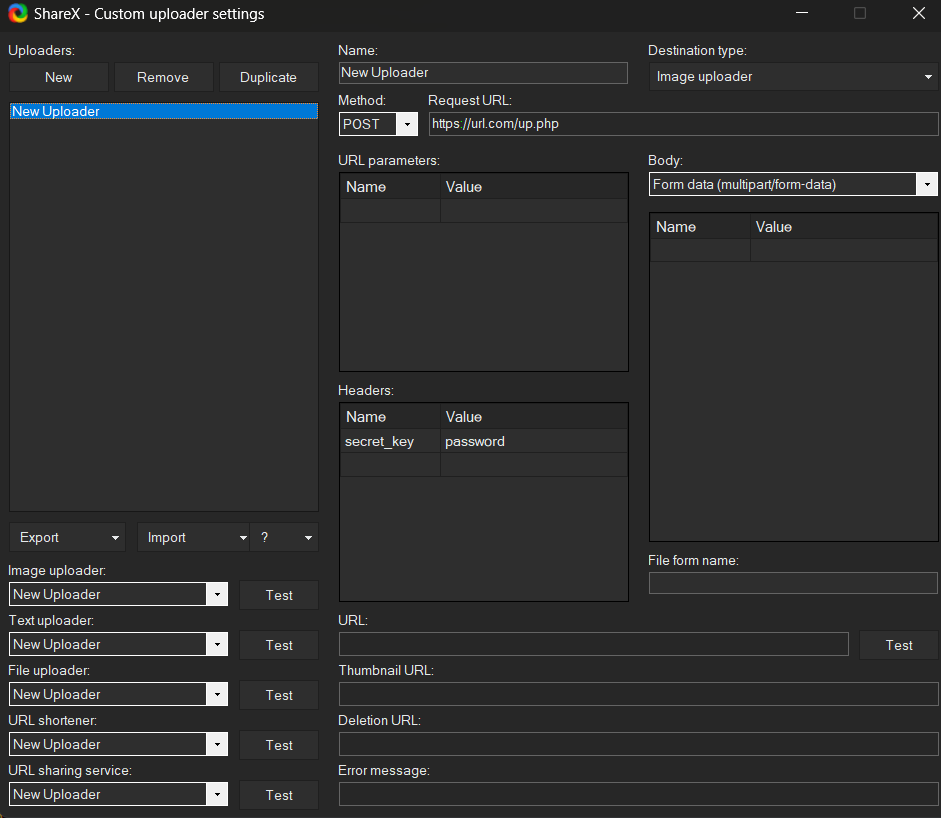 ShareX - Custom uploader settings
Uploaders:
New Remove Duplicate
New Uploader
Export Import ?
Image uploader:
New Uploader Test
Text uploader:
New Uploader Test
File uploader:
New Uploader Test
URL shortener:
New Uploader Test
URL sharing service:
New Uploader Test
Name:
New Uploader
Method: Request URL:
POST https://url.com/up.php
URL parameters:
Name Value
Headers:
Name Value
secret_key password
Destination type:
Image uploader
Body:
Form data (multipart/form-data)
Name Value
File form name:
URL:
Test
Thumbnail URL:
Deletion URL:
Error message: